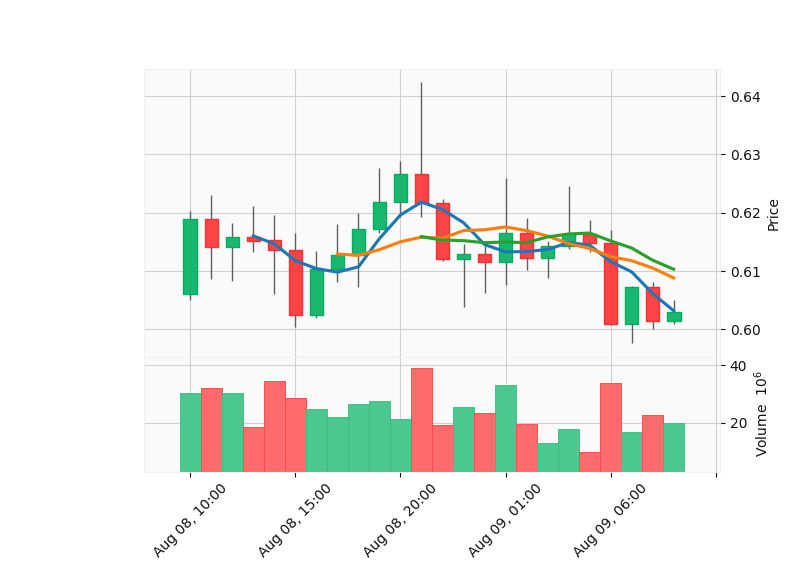 0.64
0.63
0.62
0.61
0.60
Price
40
20
Volume 10^6
Aug 08, 10:00
Aug 08, 15:00
Aug 08, 20:00
Aug 09, 01:00
Aug 09, 06:00